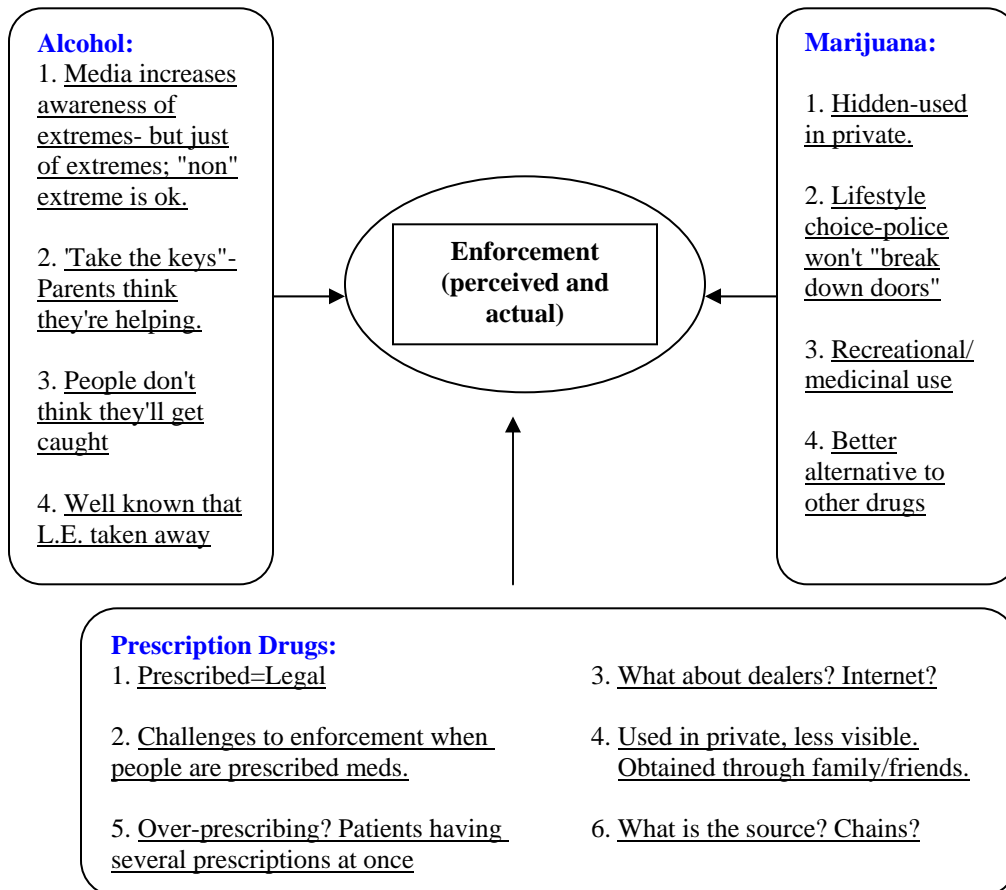 Alcohol:
1. Media increases
awareness of
extremes- but just
of extremes; "non"
extreme is ok.
2. 'Take the keys"-
Parents think
they're helping.
3. People don't
think they'll get
caught
4. Well known that
L.E. taken away
Enforcement
(perceived and
actual)
Marijuana:
1. Hidden-used
in private.
2. Lifestyle
choice-police
won't "break
down doors"
3. Recreational/
medicinal use
4. Better
alternative to
other drugs
Prescription Drugs:
1. Prescribed=Legal
2. Challenges to enforcement when
people are prescribed meds.
5. Over-prescribing? Patients having
several prescriptions at once
3. What about dealers? Internet?
4. Used in private, less visible.
Obtained through family/friends.
6. What is the source? Chains?